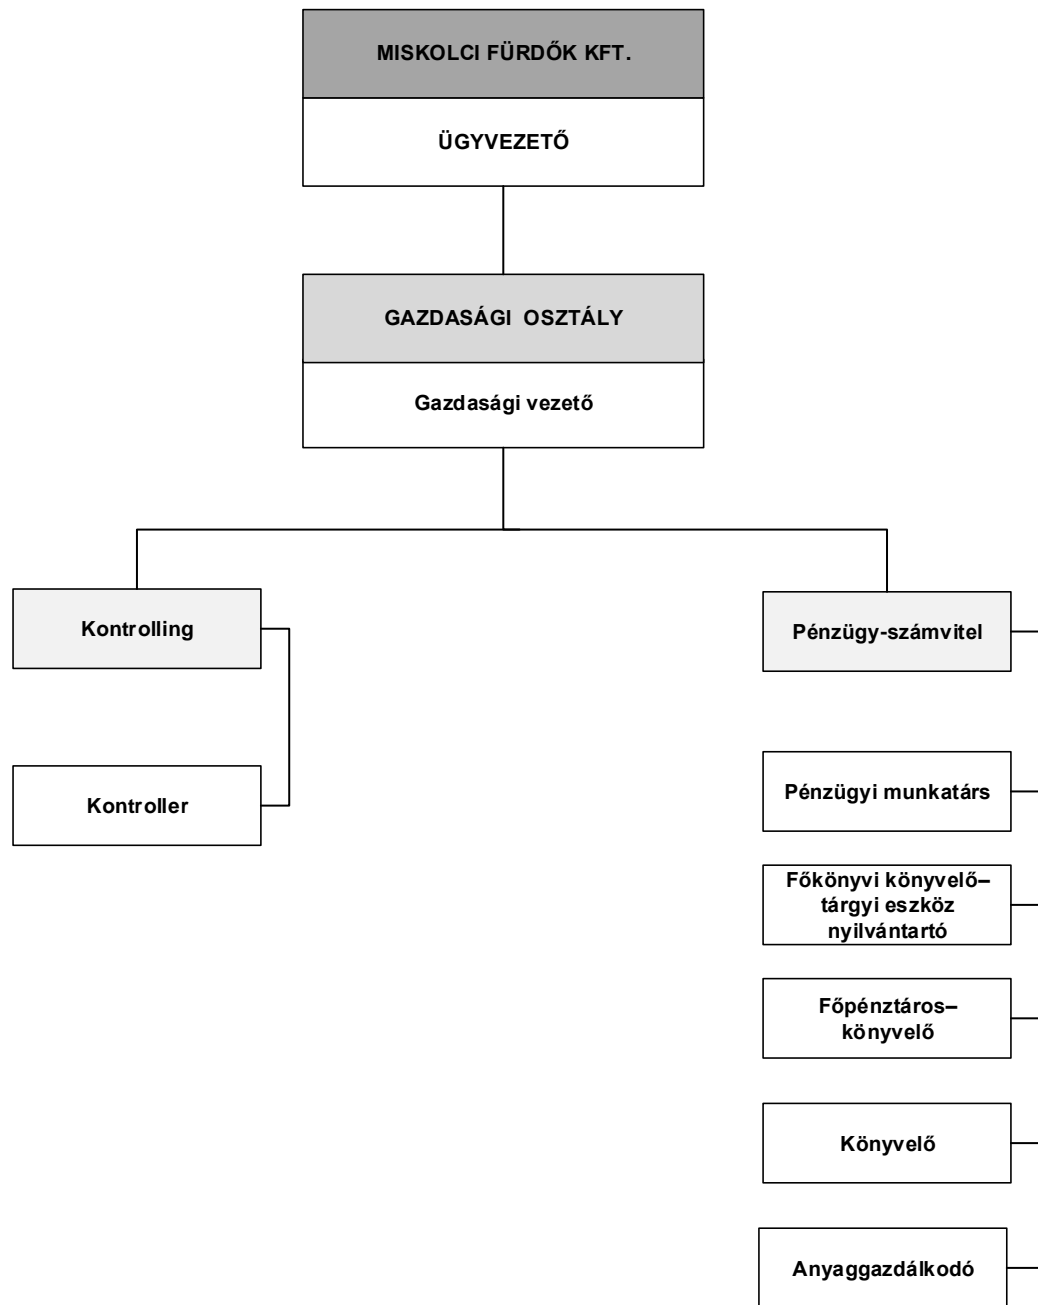 MISKOLCI FÜRDŐK KFT.
ÜGYVEZETŐ
GAZDASÁGI OSZTÁLY
Gazdasági vezető
Kontrolling
Pénzügy-számvitel
Kontroller
Pénzügyi munkatárs
Főkönyvi könyvelő–
tárgyi eszköz
nyilvántartó
Főpénztáros–
könyvelő
Könyvelő
Anyaggazdálkodó